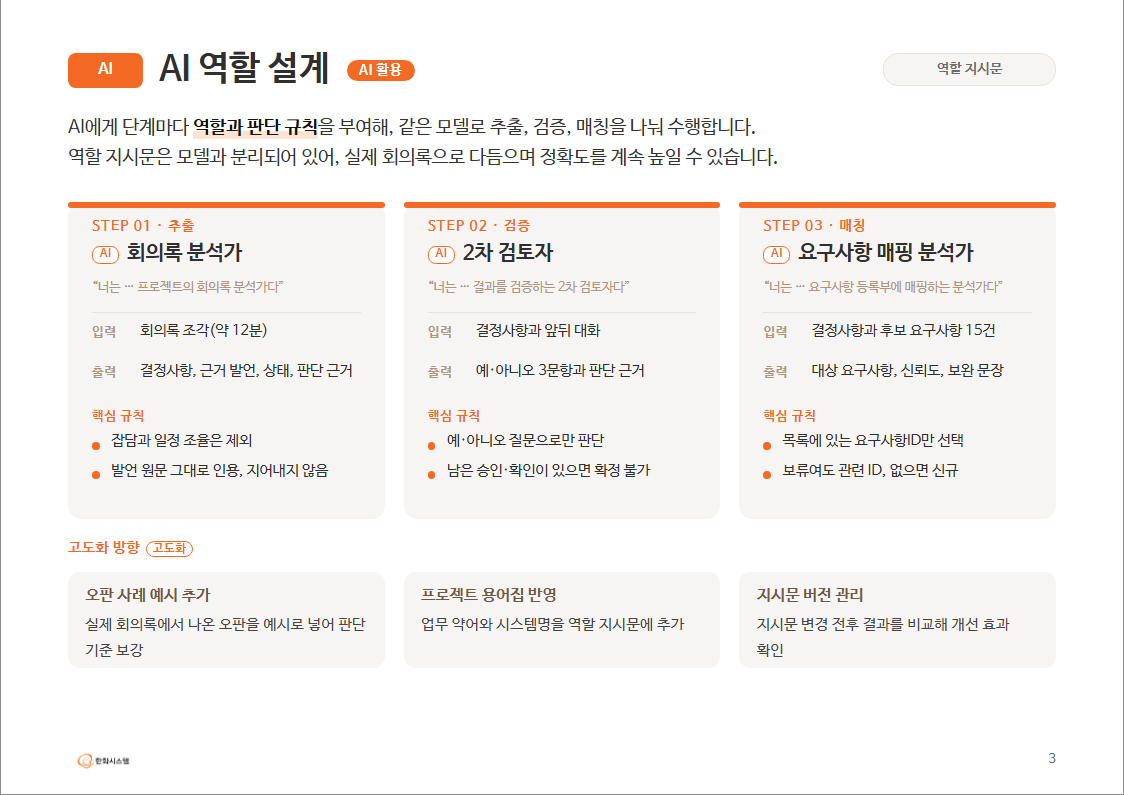 AI
AI 역할 설계
AI 활용
역할 지시문
AI에게 단계마다 역할과 판단 규칙을 부여해, 같은 모델로 추출, 검증, 매칭을 나눠 수행합니다.
역할 지시문은 모델과 분리되어 있어, 실제 회의록으로 다듬으며 정확도를 계속 높일 수 있습니다.
STEP 01 · 추출
AI 회의록 분석가
“너는 ··· 프로젝트의 회의록 분석가다”
입력 회의록 조각(약 12분)
출력 결정사항, 근거 발언, 상태, 판단 근거
핵심 규칙
잡담과 일정 조율은 제외
발언 원문 그대로 인용, 지어내지 않음
STEP 02 · 검증
AI 2차 검토자
“너는 ··· 결과를 검증하는 2차 검토자다”
입력 결정사항과 앞뒤 대화
출력 예·아니오 3문항과 판단 근거
핵심 규칙
예·아니오 질문으로만 판단
남은 승인·확인이 있으면 확정 불가
STEP 03 · 매칭
AI 요구사항 매핑 분석가
“너는 ··· 요구사항 등록부에 매핑하는 분석가다”
입력 결정사항과 후보 요구사항 15건
출력 대상 요구사항, 신뢰도, 보완 문장
핵심 규칙
목록에 있는 요구사항ID만 선택
보류여도 관련 ID, 없으면 신규
고도화 방향 고도화
오판 사례 예시 추가
실제 회의록에서 나온 오판을 예시로 넣어 판단
기준 보강
프로젝트 용어집 반영
업무 약어와 시스템명을 역할 지시문에 추가
지시문 버전 관리
지시문 변경 전후 결과를 비교해 개선 효과
확인
한화시스템
3